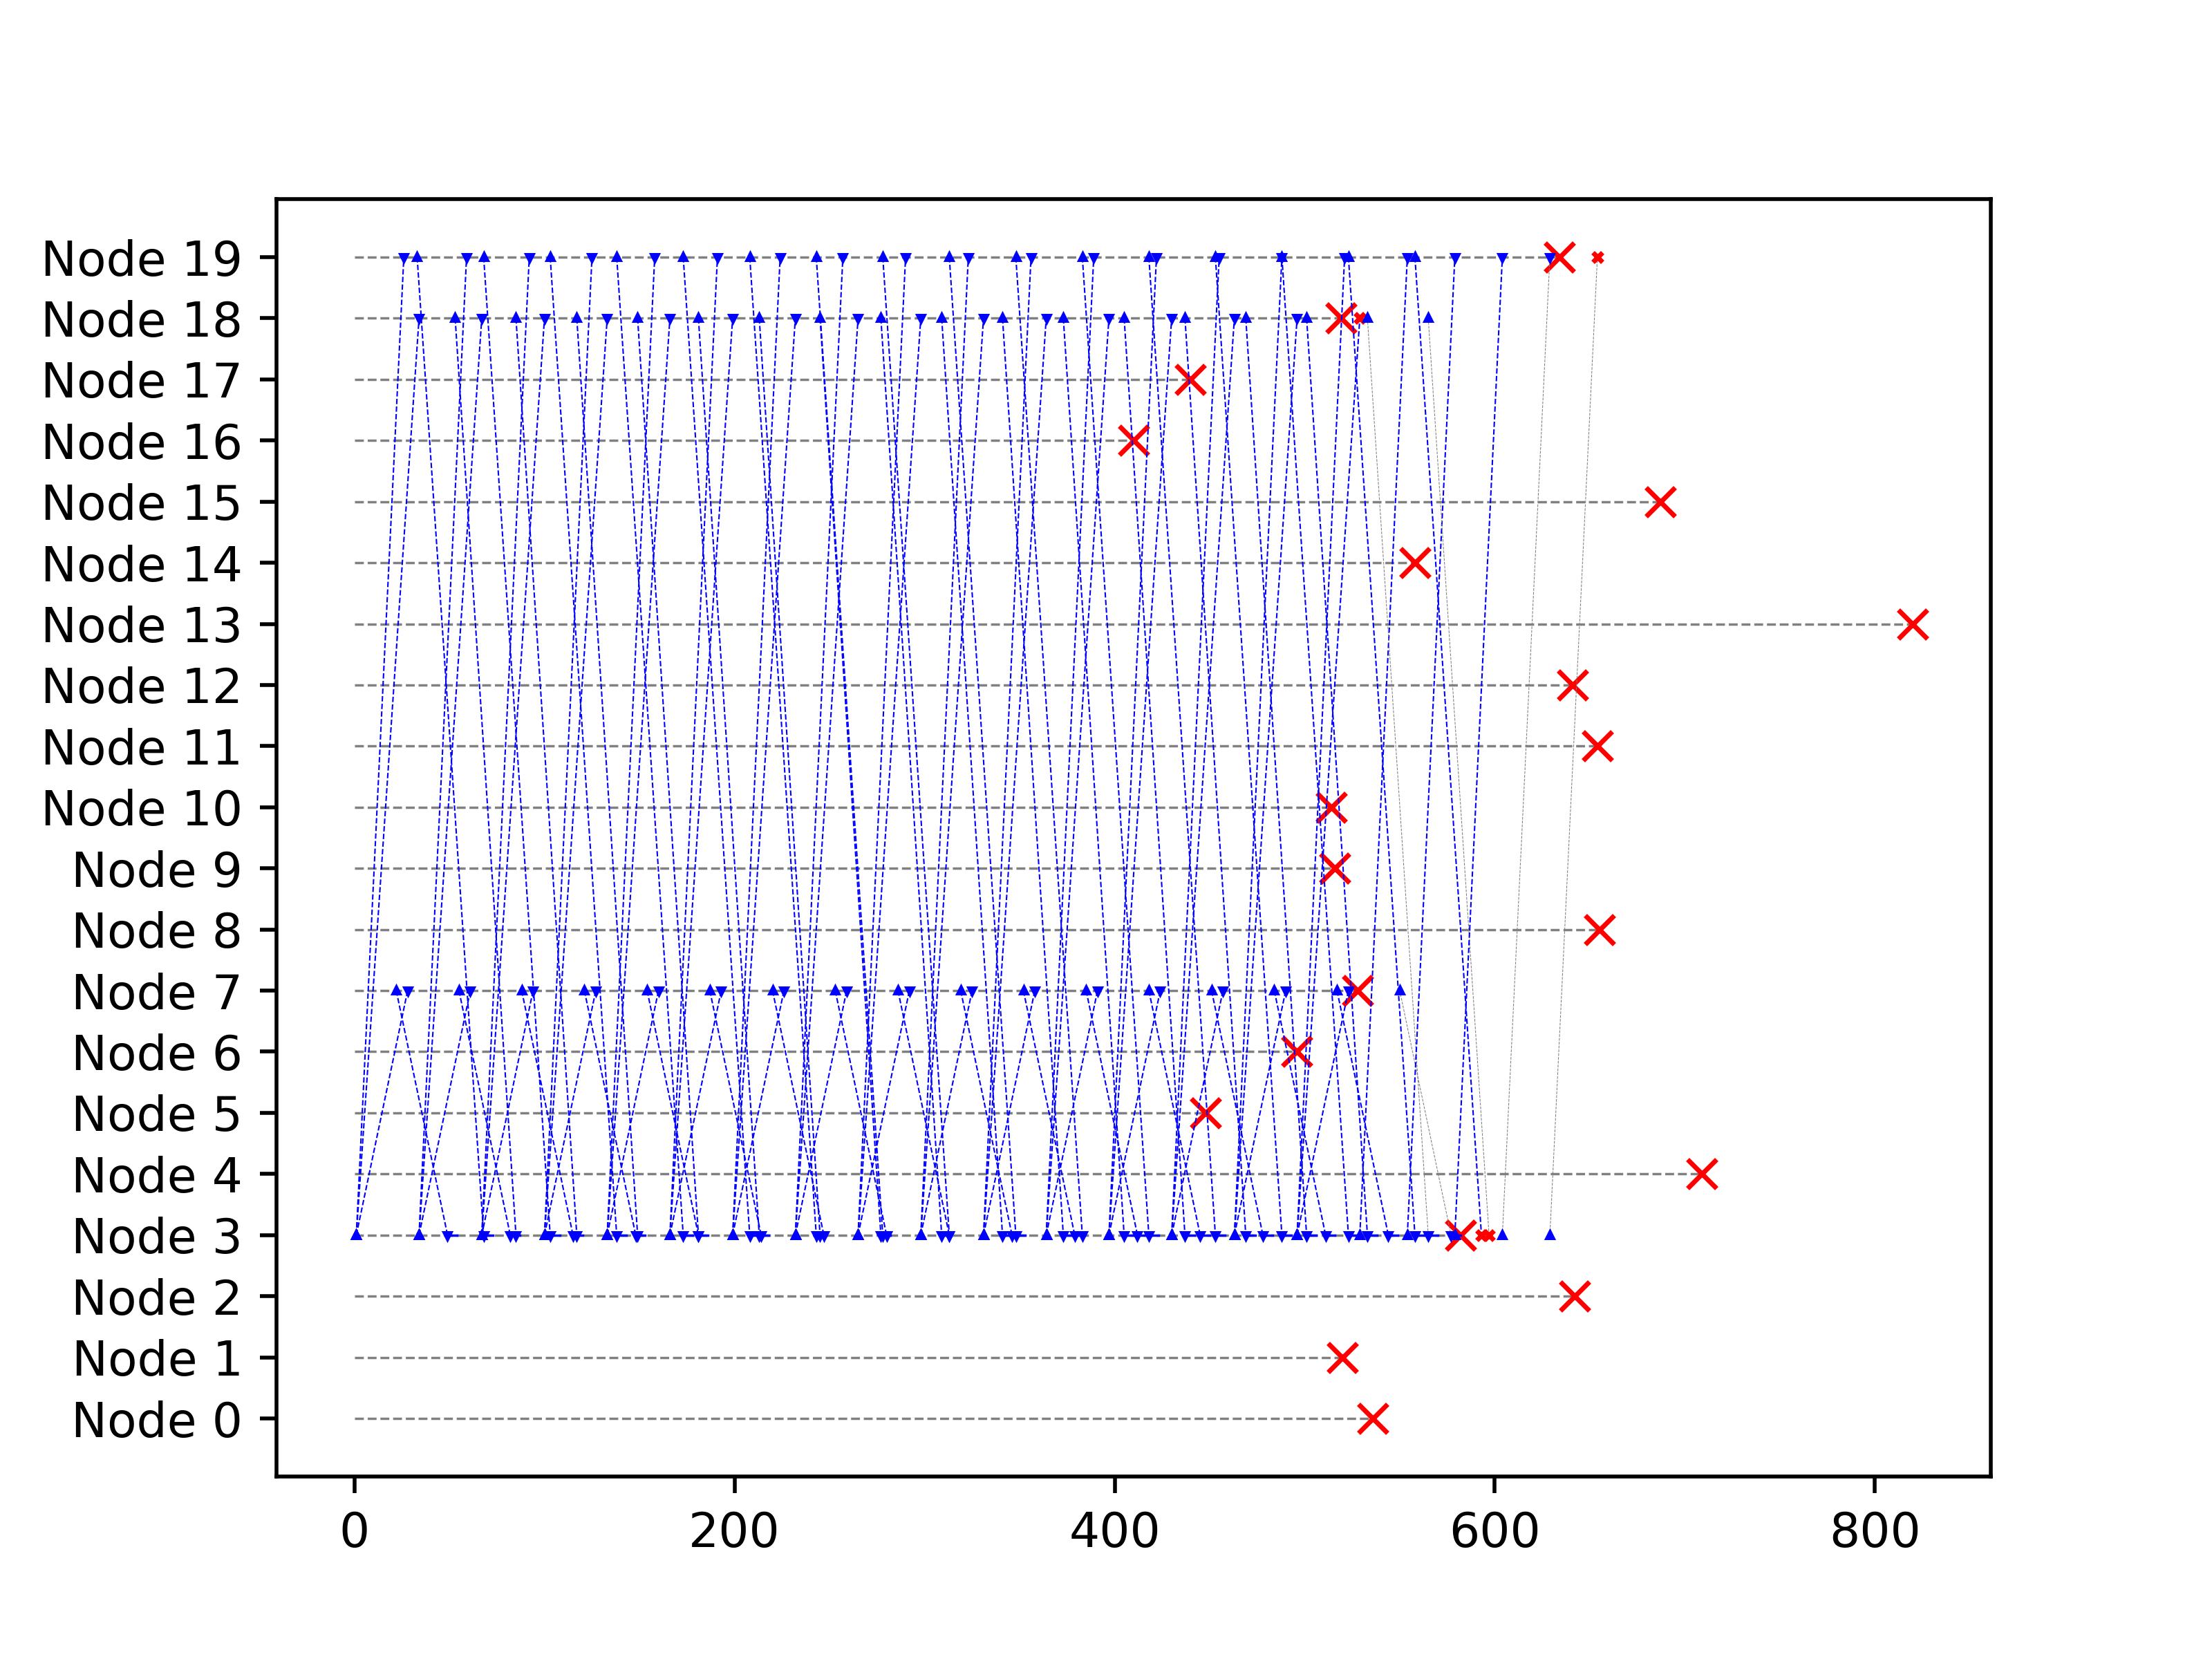 Node 19
Node 18
Node 17
Node 16
Node 15
Node 14
Node 13
Node 12
Node 11
Node 10
Node 9
Node 8
Node 7
Node 6
Node 5
Node 4
Node 3
Node 2
Node 1
Node 0
0 200 400 600 800